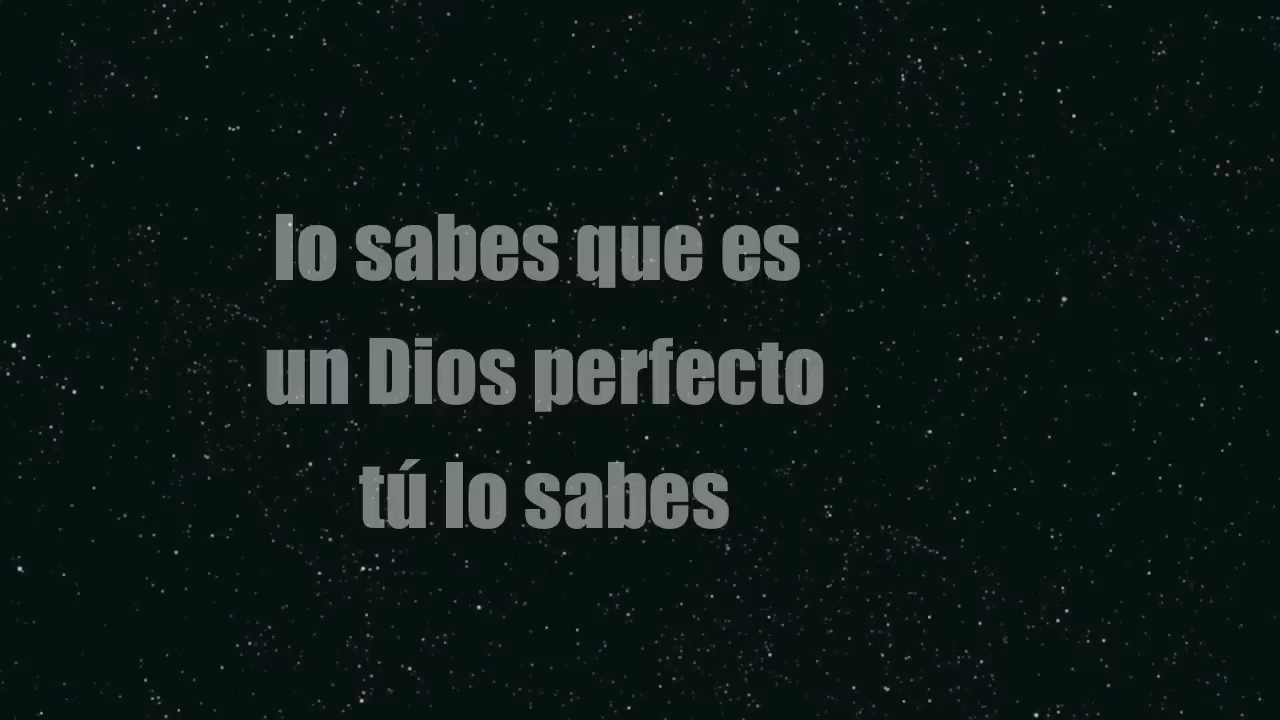 lo sabes que es
un Dios perfecto
tú lo sabes